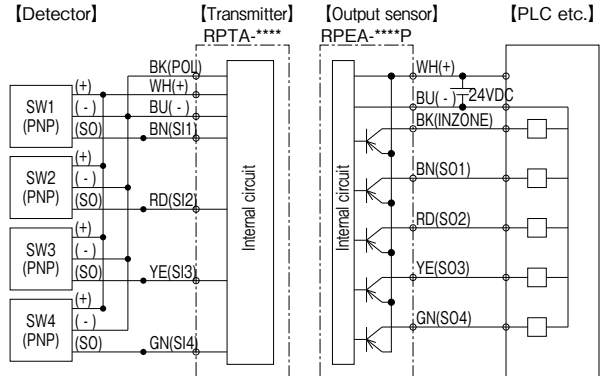 【Detector】 【Transmitter】 【Output sensor】 【PLC etc.】
RPTA-**** RPEA-****P
BK(POL)
WH(+)
BU( - )
BN(SI1)
RD(SI2)
YE(SI3)
GN(SI4)
SW1
(PNP)
(+)
( - )
(SO)
SW2
(PNP)
(+)
( - )
(SO)
SW3
(PNP)
(+)
( - )
(SO)
SW4
(PNP)
(+)
( - )
(SO)
Internal circuit
Internal circuit
WH(+)
BU( - )
24VDC
BK(INZONE)
BN(SO1)
RD(SO2)
YE(SO3)
GN(SO4)